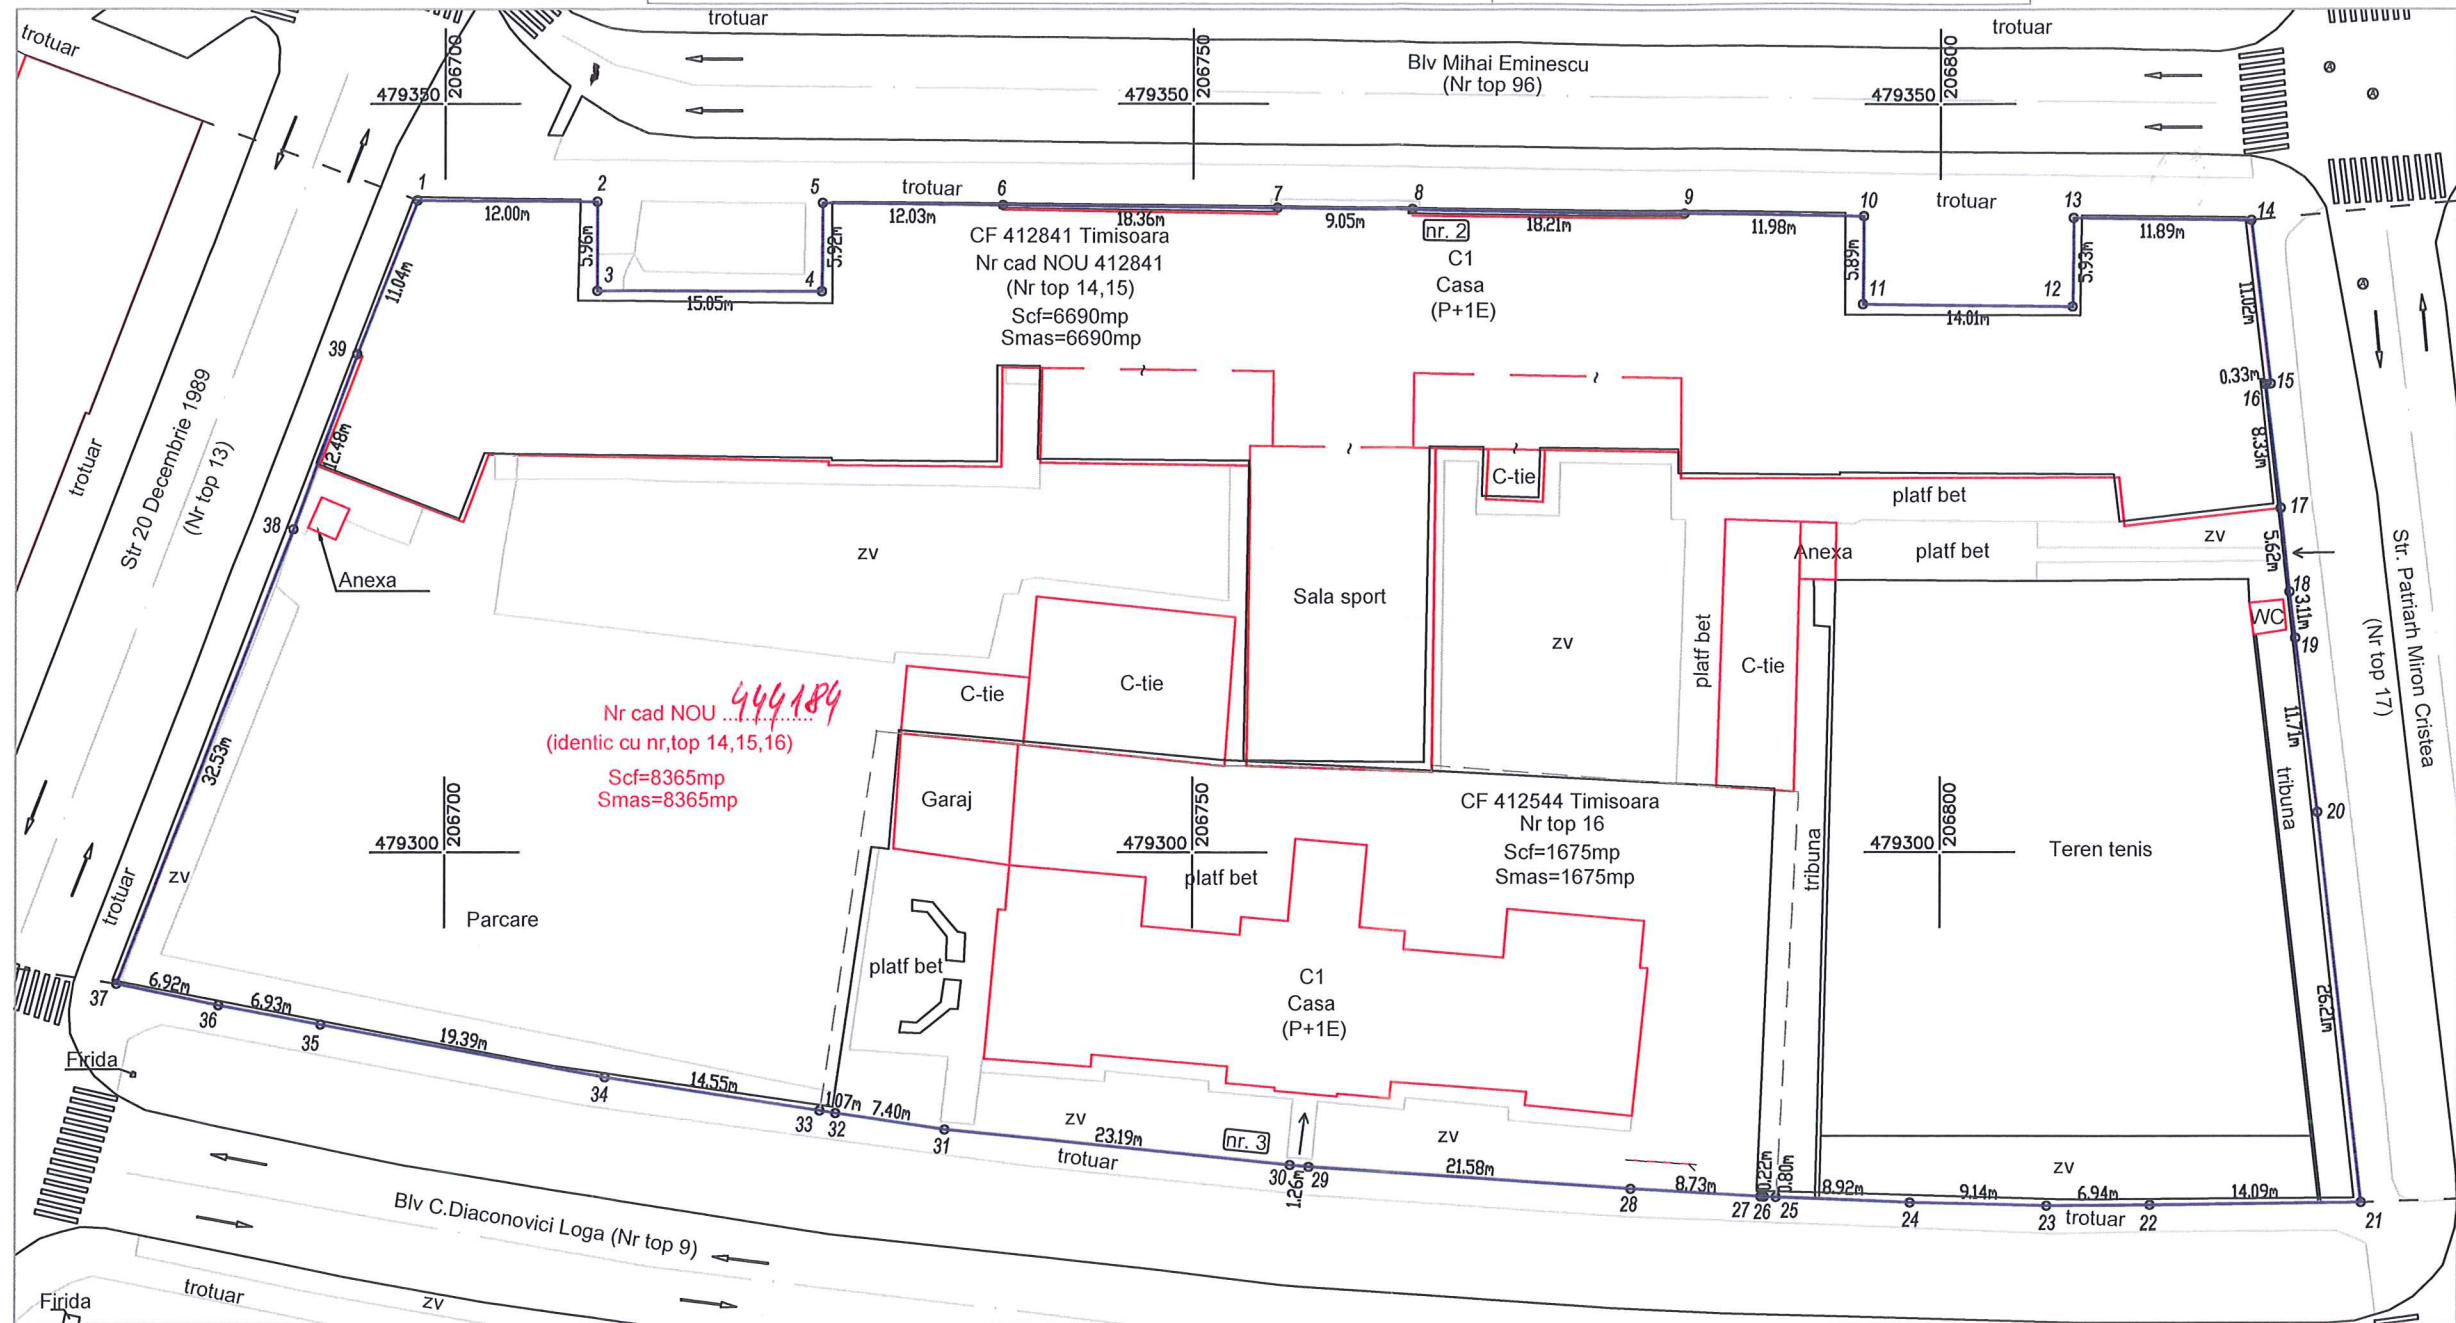 trotuar
trotuar
trotuar
206700
206750
206800
479350
479350
479350
Blv Mihai Eminescu
(Nr top 96)
1
2
5
trotuar
6
7
8
9
10
trotuar
13
14
12.00m
12.03m
18.36m
9.05m
18.21m
11.98m
11.89m
5.96m
5.92m
5.89m
5.93m
3
4
11
12
15.05m
14.01m
CF 412841 Timisoara
Nr cad NOU 412841
(Nr top 14,15)
Scf=6690mp
Smas=6690mp
nr. 2
C1
Casa
(P+1E)
11.04m
11.02m
39
0.33m
15
16
12.48m
8.33m
Str 20 Decembrie 1989
(Nr top 13)
trotuar
C-tie
platf bet
17
38
zv
Anexa
platf bet
zv
5.62m
Anexa
Sala sport
18
3.11m
WC
19
zv
platf bet
C-tie
C-tie
C-tie
Str. Patriarh Miron Cristea
(Nr top 17)
Nr cad NOU 444184
(identic cu nr,top 14,15,16)
Scf=8365mp
Smas=8365mp
32.53m
11.71m
tribuna
20
Garaj
206700
206750
206800
479300
479300
479300
CF 412544 Timisoara
Nr top 16
Scf=1675mp
Smas=1675mp
tribuna
Teren tenis
platf bet
zv
trotuar
Parcare
platf bet
C1
Casa
(P+1E)
26.21m
37
6.92m
36
6.93m
35
19.39m
34
14.55m
33
1.07m
32
7.40m
31
Firida
zv
23.19m
nr. 3
trotuar
30
1.26m
29
zv
21.58m
28
8.73m
27
0.22m
26
0.80m
25
8.92m
24
9.14m
23
zv
6.94m
trotuar
22
14.09m
21
Blv C.Diaconovici Loga (Nr top 9)
trotuar
zv
Firida